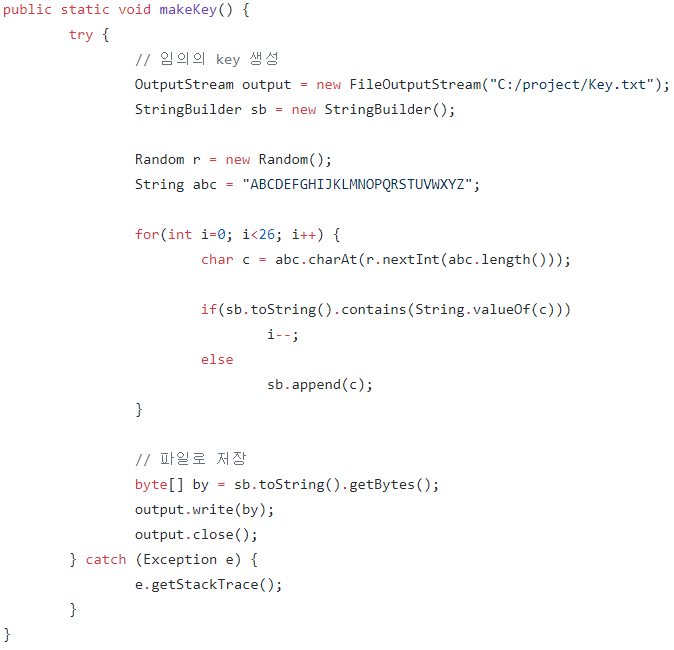 public static void makeKey() {
try {
// 임의의 key 생성
OutputStream output = new FileOutputStream("C:/project/Key.txt");
StringBuilder sb = new StringBuilder();
Random r = new Random();
String abc = "ABCDEFGHIJKLMNOPQRSTUVWXYZ";
for(int i=0; i<26; i++) {
char c = abc.charAt(r.nextInt(abc.length()));
if(sb.toString().contains(String.valueOf(c)))
i--;
else
sb.append(c);
}
// 파일로 저장
byte[] by = sb.toString().getBytes();
output.write(by);
output.close();
} catch (Exception e) {
e.getStackTrace();
}
}